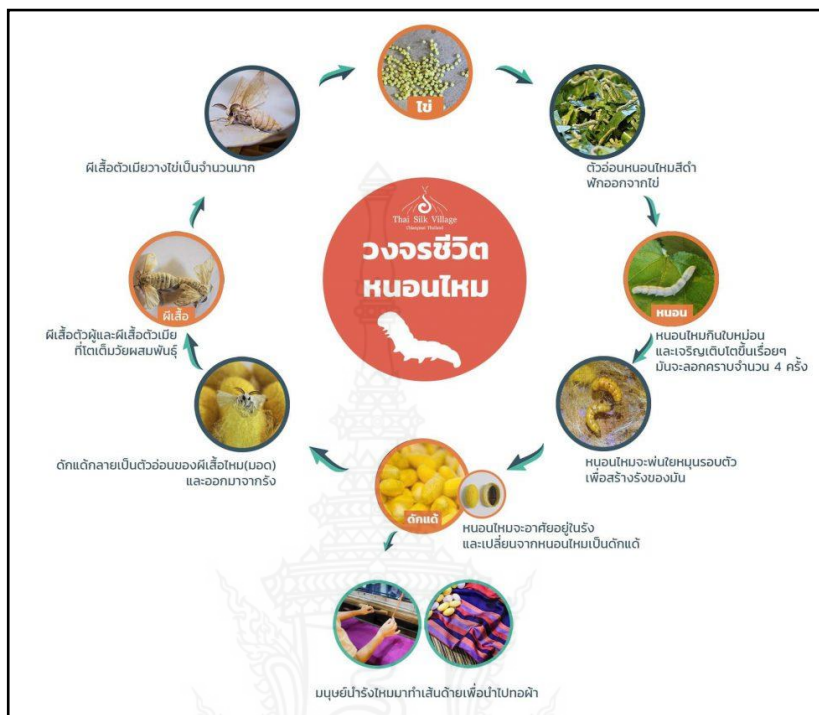 ไข่
ตัวอ่อนหนอนไหมสีดำ
ฟักออกจากไข่
หนอน
หนอนไหมกินใบหม่อน
และเจริญเติบโตขึ้นเรื่อยๆ
มันจะลอกคราบจำนวน 4 ครั้ง
หนอนไหมจะพ่นใยหมุนรอบตัว
เพื่อสร้างรังของมัน
ดักแด้
หนอนไหมจะอาศัยอยู่ในรัง
และเปลี่ยนจากหนอนไหมเป็นดักแด้
มนุษย์นำรังไหมมาทำเส้นด้ายเพื่อนำไปทอผ้า
ดักแด้กลายเป็นตัวอ่อนของผีเสื้อไหม(มอด)
และออกมาจากรัง
ผีเสื้อ
ผีเสื้อตัวผู้และผีเสื้อตัวเมีย
ที่โตเต็มวัยผสมพันธุ์
ผีเสื้อตัวเมียวางไข่เป็นจำนวนมาก
Thai Silk Village
Chiangmai Thailand
วงจรชีวิต
หนอนไหม